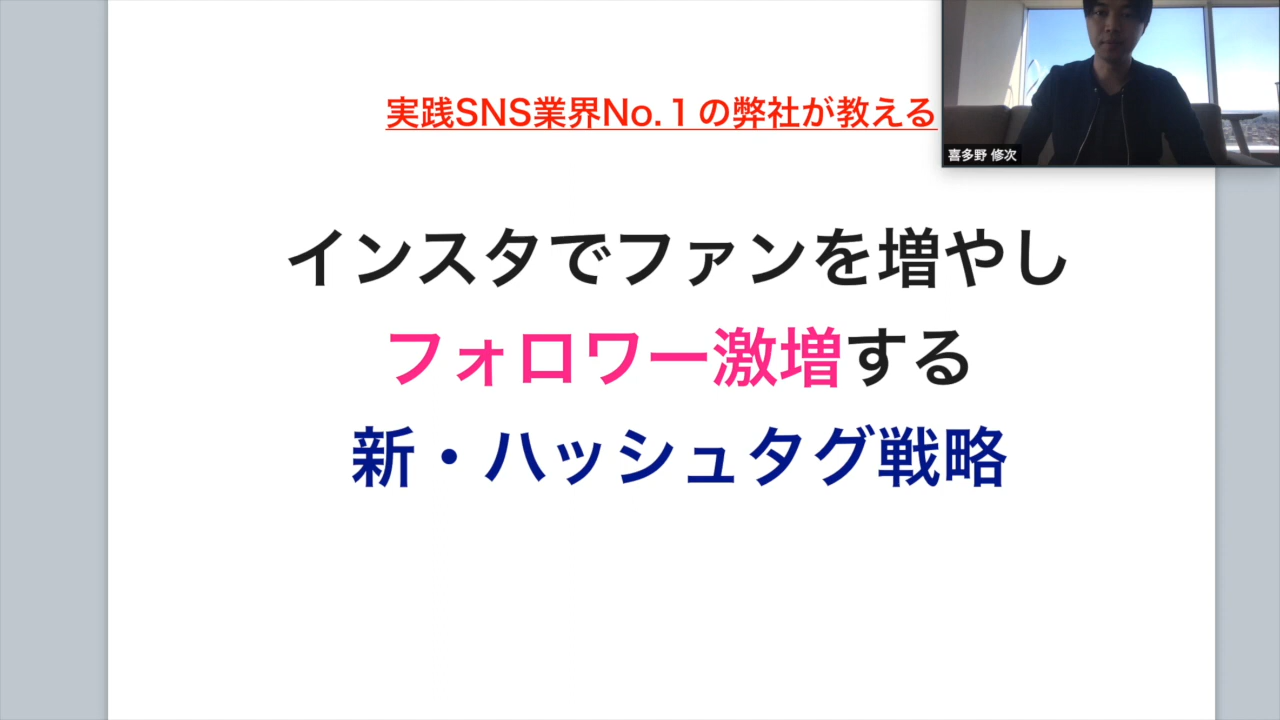 実践SNS業界No.１の弊社が教える
喜多野 修次
インスタでファンを増やし
フォロワー激増する
新・ハッシュタグ戦略